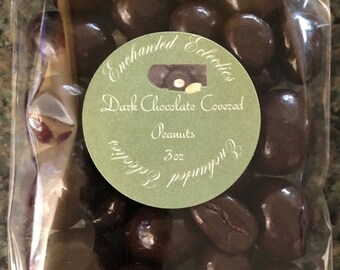 Enchanted Eclectics
Dark Chocolate Covered
Peanuts
3oz
Enchanted Eclectics